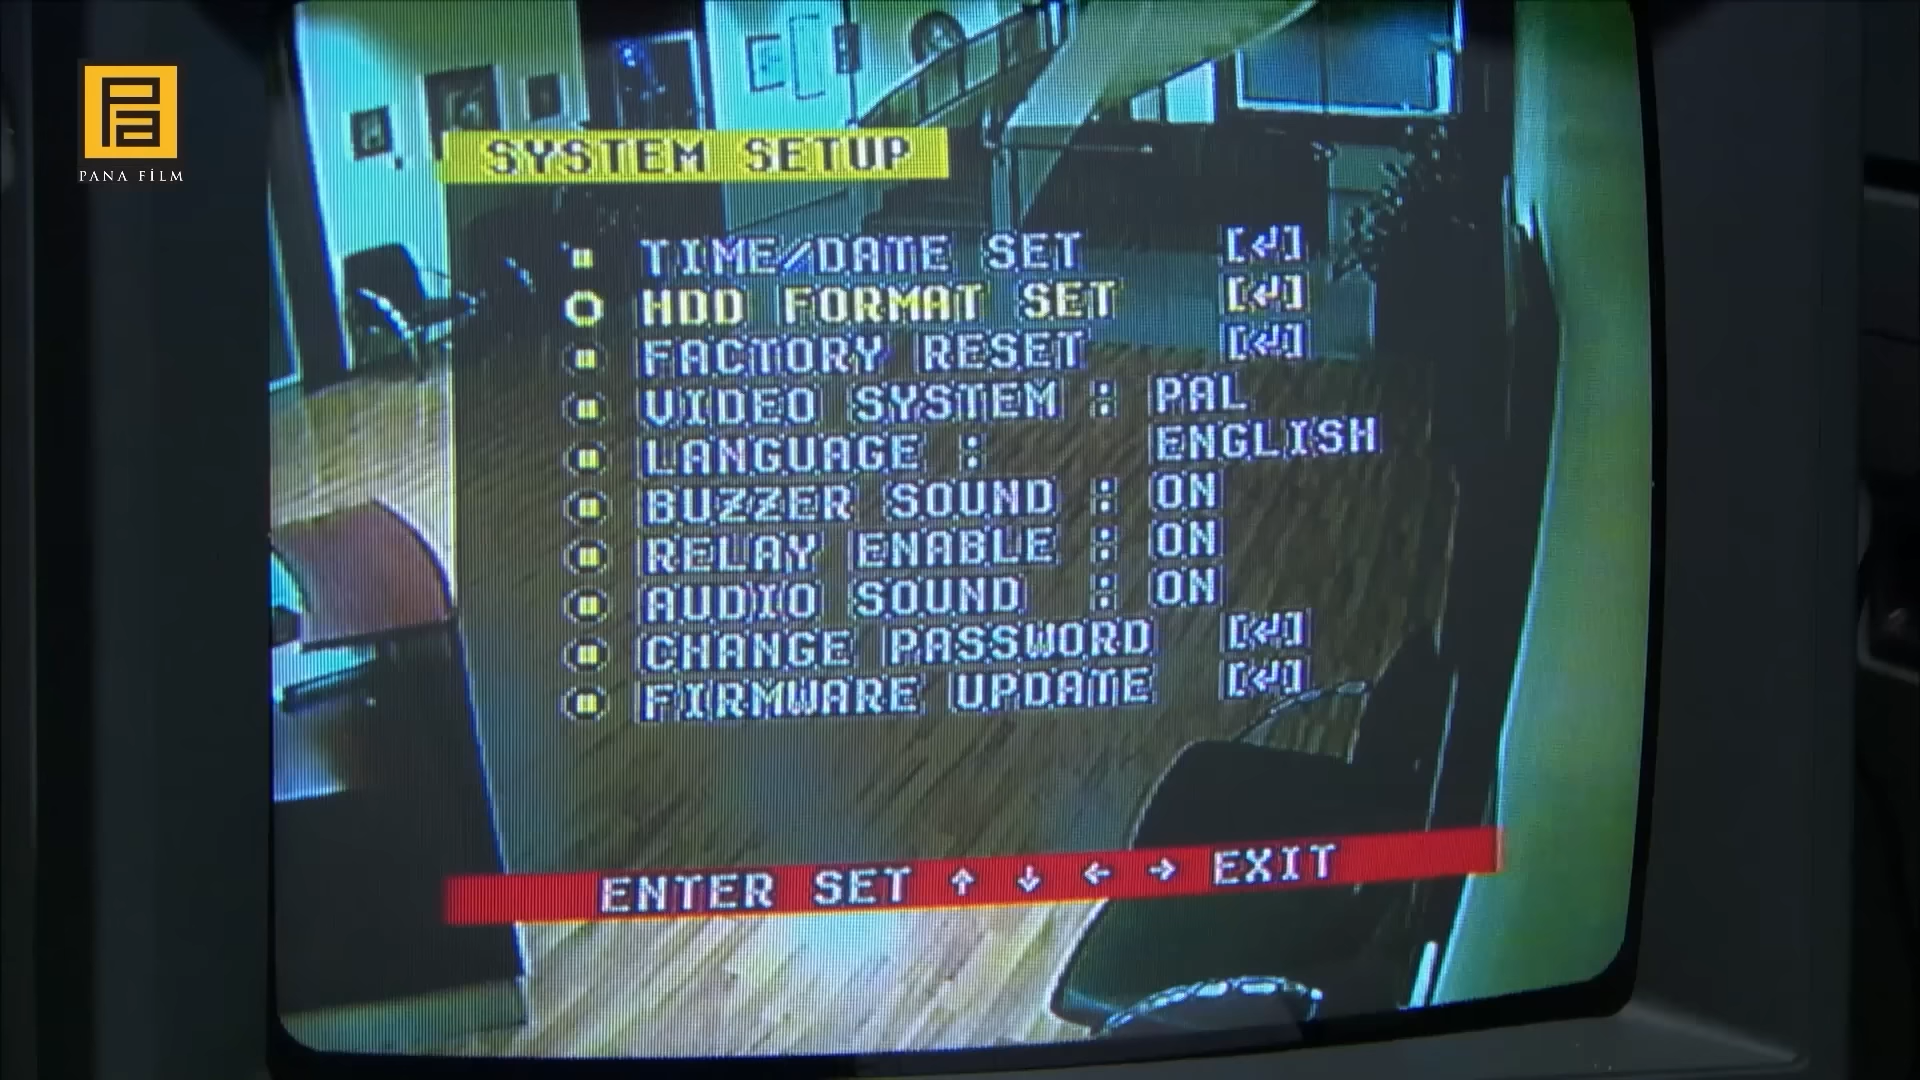 PANA FİLM
SYSTEM SETUP
TIME/DATE SET [↵]
HDD FORMAT SET [↵]
FACTORY RESET [↵]
VIDEO SYSTEM : PAL
LANGUAGE : ENGLISH
BUZZER SOUND : ON
RELAY ENABLE : ON
AUDIO SOUND : ON
CHANGE PASSWORD [↵]
FIRMWARE UPDATE [↵]
ENTER SET ↑ ↓ ← → EXIT